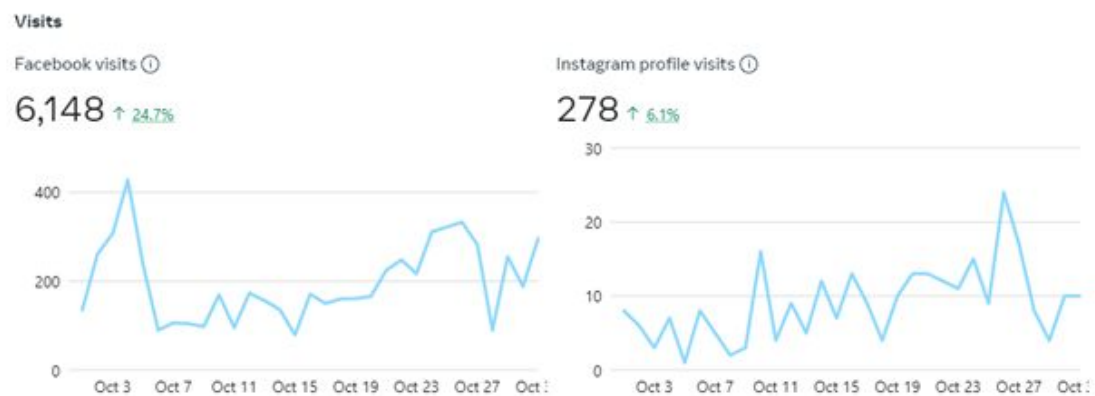 Visits
Facebook visits
Instagram profile visits
6,148 ↑ 24.7%
278 ↑ 6.1%
400
200
0
Oct 3 Oct 7 Oct 11 Oct 15 Oct 19 Oct 23 Oct 27 Oct
30
20
10
0
Oct 3 Oct 7 Oct 11 Oct 15 Oct 19 Oct 23 Oct 27 Oct